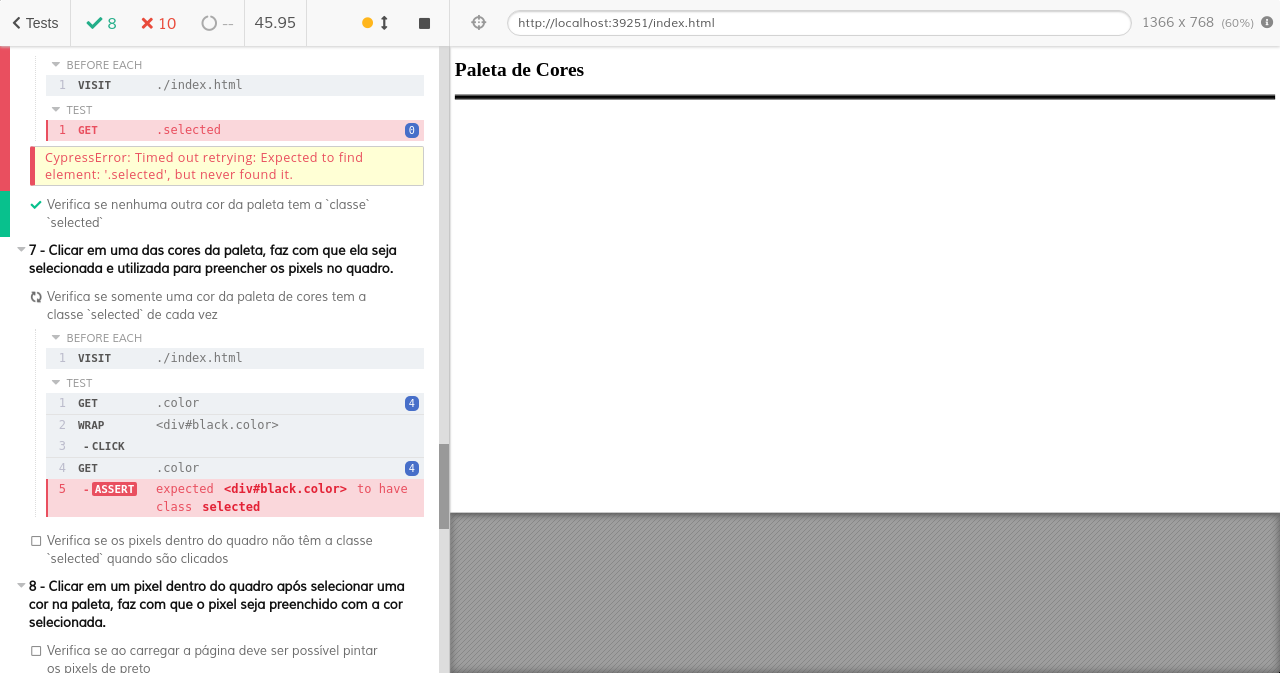 Tests 8 10 -- 45.95 http://localhost:39251/index.html 1366 x 768 (60%)
BEFORE EACH
1 VISIT ./index.html
TEST
1 GET .selected 0
CypressError: Timed out retrying: Expected to find
element: '.selected', but never found it.
Verifica se nenhuma outra cor da paleta tem a `classe`
`selected`
7 - Clicar em uma das cores da paleta, faz com que ela seja
selecionada e utilizada para preencher os pixels no quadro.
Verifica se somente uma cor da paleta de cores tem a
classe `selected` de cada vez
BEFORE EACH
1 VISIT ./index.html
TEST
1 GET .color 4
2 WRAP <div#black.color>
3 - CLICK
4 GET .color 4
5 - ASSERT expected <div#black.color> to have
class selected
Verifica se os pixels dentro do quadro não têm a classe
`selected` quando são clicados
8 - Clicar em um pixel dentro do quadro após selecionar uma
cor na paleta, faz com que o pixel seja preenchido com a cor
selecionada.
Verifica se ao carregar a página deve ser possível pintar
os pixels de preto
Paleta de Cores